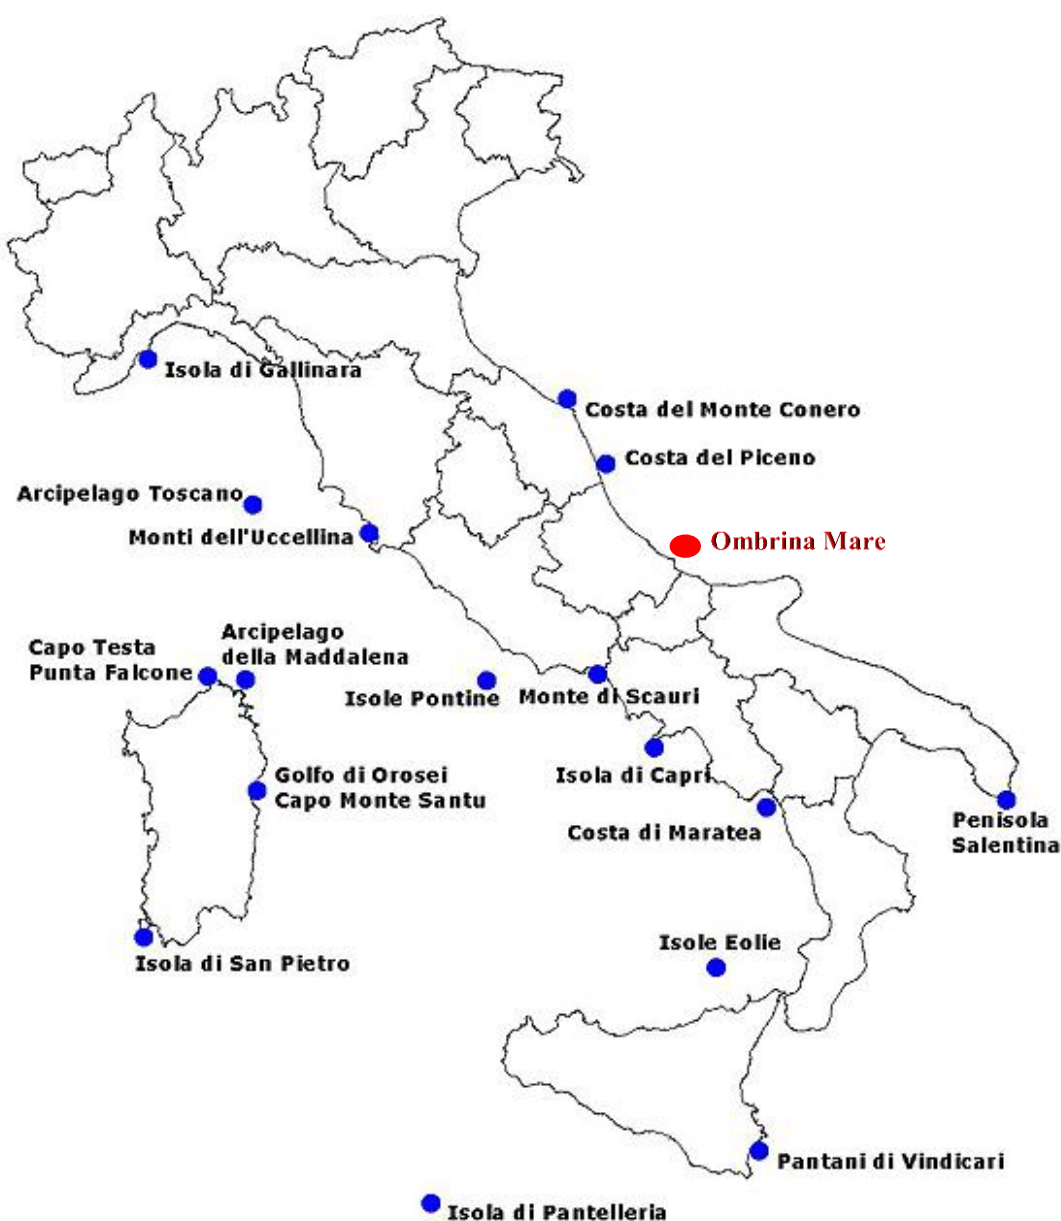 Isola di Gallinara
Costa del Monte Conero
Costa del Piceno
Arcipelago Toscano
Monti dell'Uccellina
Ombrina Mare
Capo Testa
Punta Falcone
Arcipelago
della Maddalena
Isole Pontine
Monte di Scauri
Isola di Capri
Golfo di Orosei
Capo Monte Santu
Costa di Maratea
Penisola
Salentina
Isole Eolie
Isola di San Pietro
Pantani di Vindicari
Isola di Pantelleria